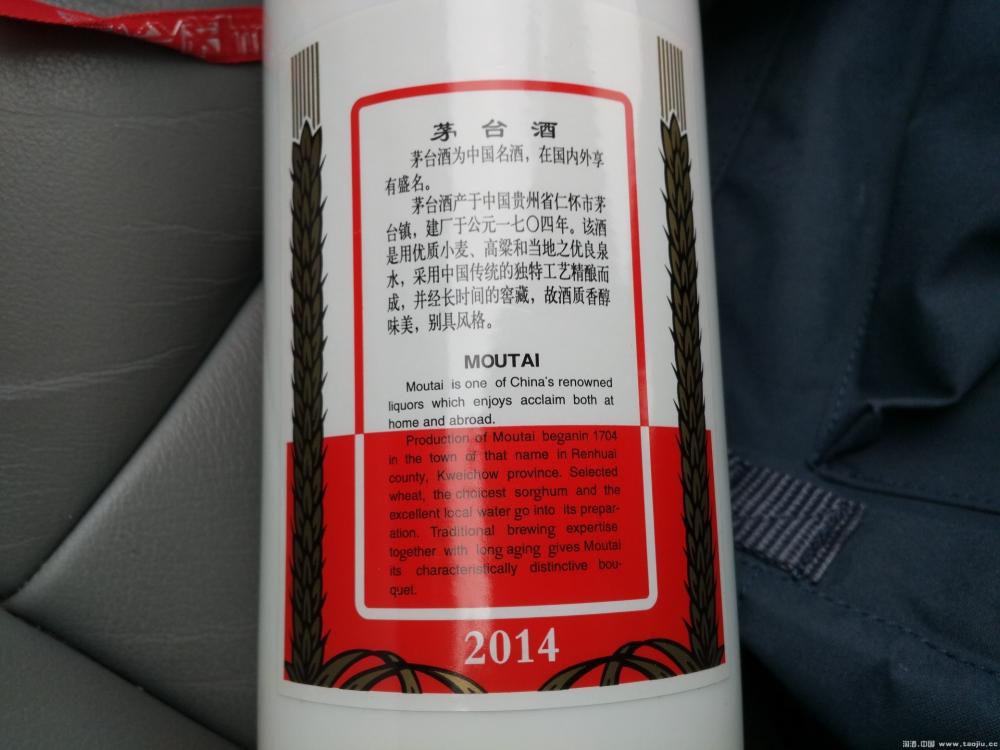 茅台酒
茅台酒为中国名酒，在国内外享
有盛名。
茅台酒产于中国贵州省仁怀市茅
台镇，建厂于公元一七〇四年。该酒
是用优质小麦、高粱和当地之优良泉
水，采用中国传统的独特工艺精酿而
成，并经长时间的窖藏，故酒质香醇
味美，别具风格。
MOUTAI
Moutai is one of China's renowned
liquors which enjoys acclaim both at
home and abroad.
Production of Moutai beganin 1704
in the town of that name in Renhuai
county, Kweichow province. Selected
wheat, the choicest sorghum and the
excellent local water go into its prepar-
ation. Traditional brewing expertise
together with long aging gives Moutai
its characteristically distinctive bou-
quet.
2014
淘酒.中国 www.taojiu.cc